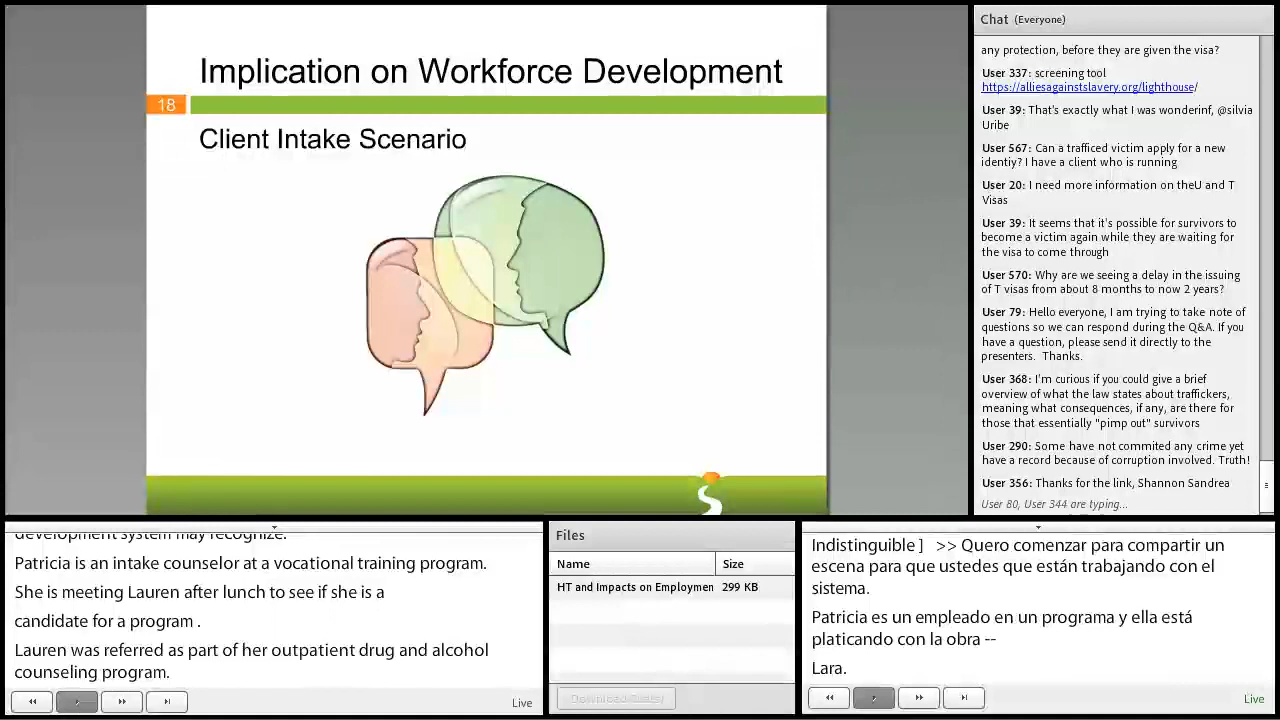 Implication on Workforce Development
18
Client Intake Scenario
Chat (Everyone)
any protection, before they are given the visa?
User 337: screening tool
https://alliesagainstslavery.org/lighthouse/
User 39: That's exactly what I was wonderinf, @silvia
Uribe
User 567: Can a trafficed victim apply for a new
identiy? I have a client who is running
User 20: I need more information on theU and T
Visas
User 39: It seems that it's possible for survivors to
become a victim again while they are waiting for
the visa to come through
User 570: Why are we seeing a delay in the issuing
of T visas from about 8 months to now 2 years?
User 79: Hello everyone, I am trying to take note of
questions so we can respond during the Q&A. If you
have a question, please send it directly to the
presenters. Thanks.
User 368: I'm curious if you could give a brief
overview of what the law states about traffickers,
meaning what consequences, if any, are there for
those that essentially "pimp out" survivors
User 290: Some have not commited any crime yet
have a record because of corruption involved. Truth!
User 356: Thanks for the link, Shannon Sandrea
User 80, User 344 are typing...
development system may recognize.
Patricia is an intake counselor at a vocational training program.
She is meeting Lauren after lunch to see if she is a
candidate for a program .
Lauren was referred as part of her outpatient drug and alcohol
counseling program.
Live
Files
Name Size
HT and Impacts on Employmen 299 KB
Indistinguible ] >> Quero comenzar para compartir un
escena para que ustedes que están trabajando con el
sistema.
Patricia es un empleado en un programa y ella está
platicando con la obra --
Lara.
Live